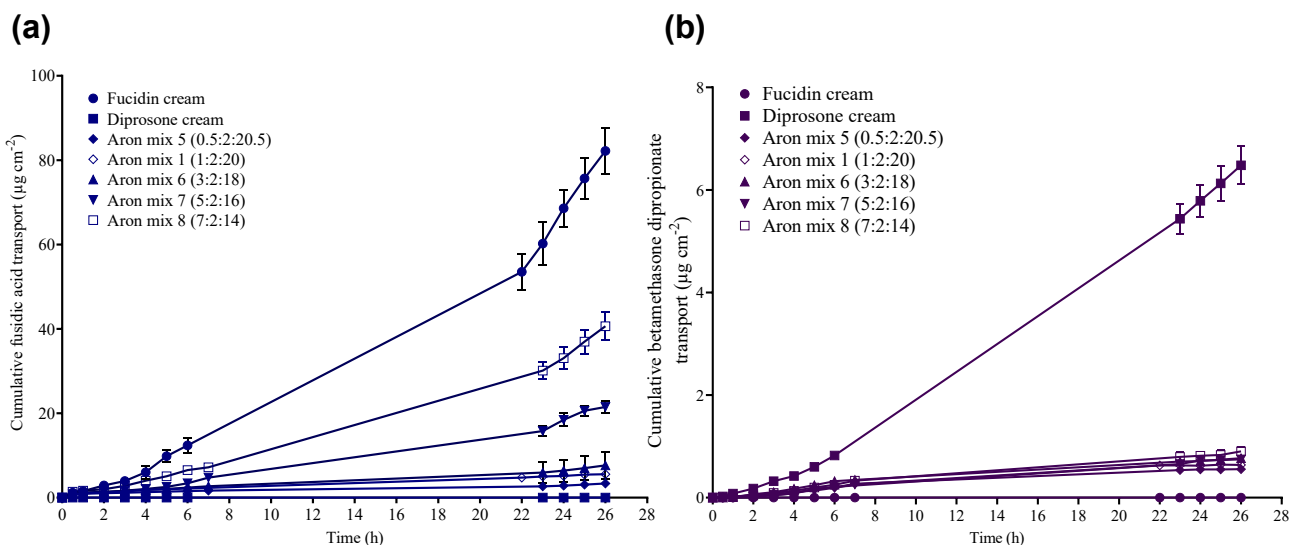 (a)
100
80
60
40
20
0
Cumulative fusidic acid transport (µg cm-2)
Fucidin cream
Diprosone cream
Aron mix 5 (0.5:2:20.5)
Aron mix 1 (1:2:20)
Aron mix 6 (3:2:18)
Aron mix 7 (5:2:16)
Aron mix 8 (7:2:14)
0 2 4 6 8 10 12 14 16 18 20 22 24 26 28
Time (h)
(b)
8
6
4
2
0
Cumulative betamethasone dipropionate
transport (µg cm-2)
Fucidin cream
Diprosone cream
Aron mix 5 (0.5:2:20.5)
Aron mix 1 (1:2:20)
Aron mix 6 (3:2:18)
Aron mix 7 (5:2:16)
Aron mix 8 (7:2:14)
0 2 4 6 8 10 12 14 16 18 20 22 24 26 28
Time (h)